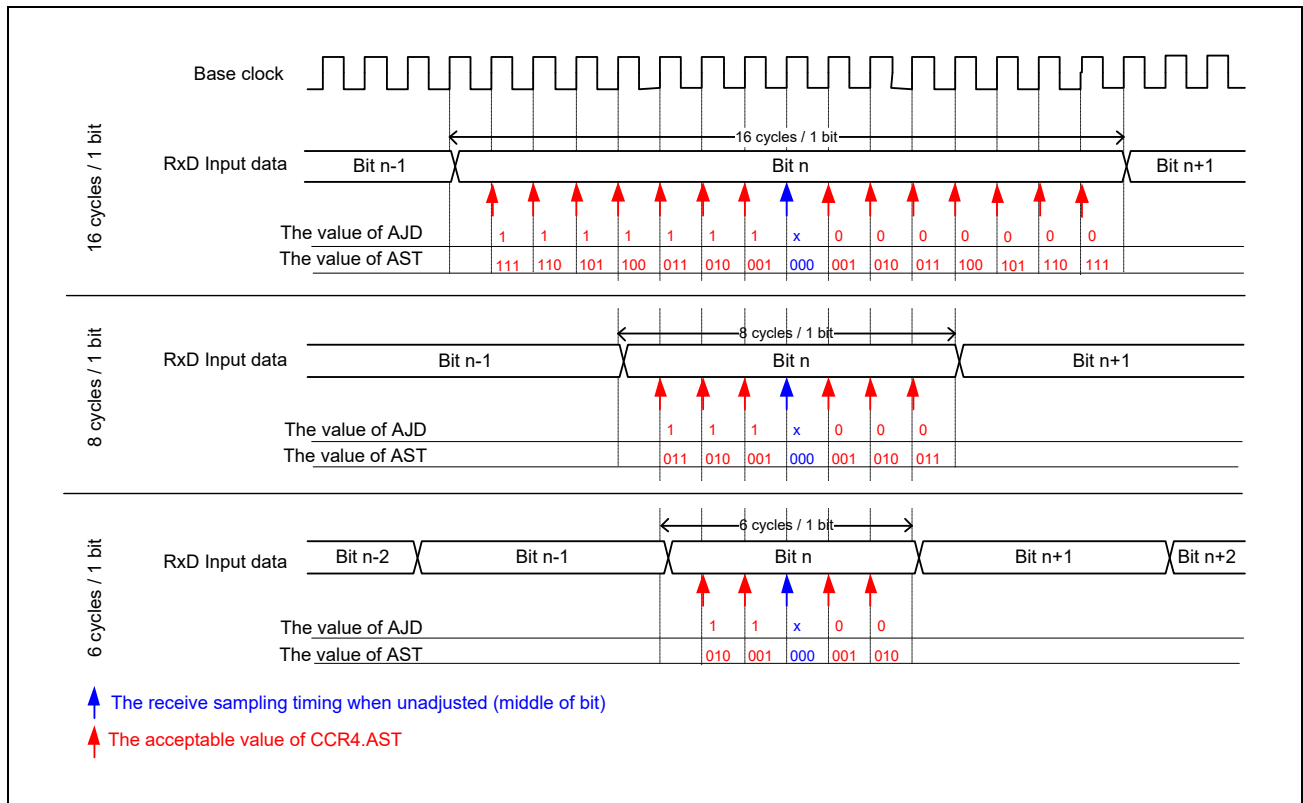 Base clock
16 cycles / 1 bit
16 cycles / 1 bit
RxD Input data Bit n-1 Bit n Bit n+1
The value of AJD 1 1 1 1 1 1 1 x 0 0 0 0 0 0 0
The value of AST 111 110 101 100 011 010 001 000 001 010 011 100 101 110 111
8 cycles / 1 bit
8 cycles / 1 bit
RxD Input data Bit n-1 Bit n Bit n+1
The value of AJD 1 1 1 x 0 0 0
The value of AST 011 010 001 000 001 010 011
6 cycles / 1 bit
6 cycles / 1 bit
RxD Input data Bit n-2 Bit n-1 Bit n Bit n+1 Bit n+2
The value of AJD 1 1 x 0 0
The value of AST 010 001 000 001 010
The receive sampling timing when unadjusted (middle of bit)
The acceptable value of CCR4.AST